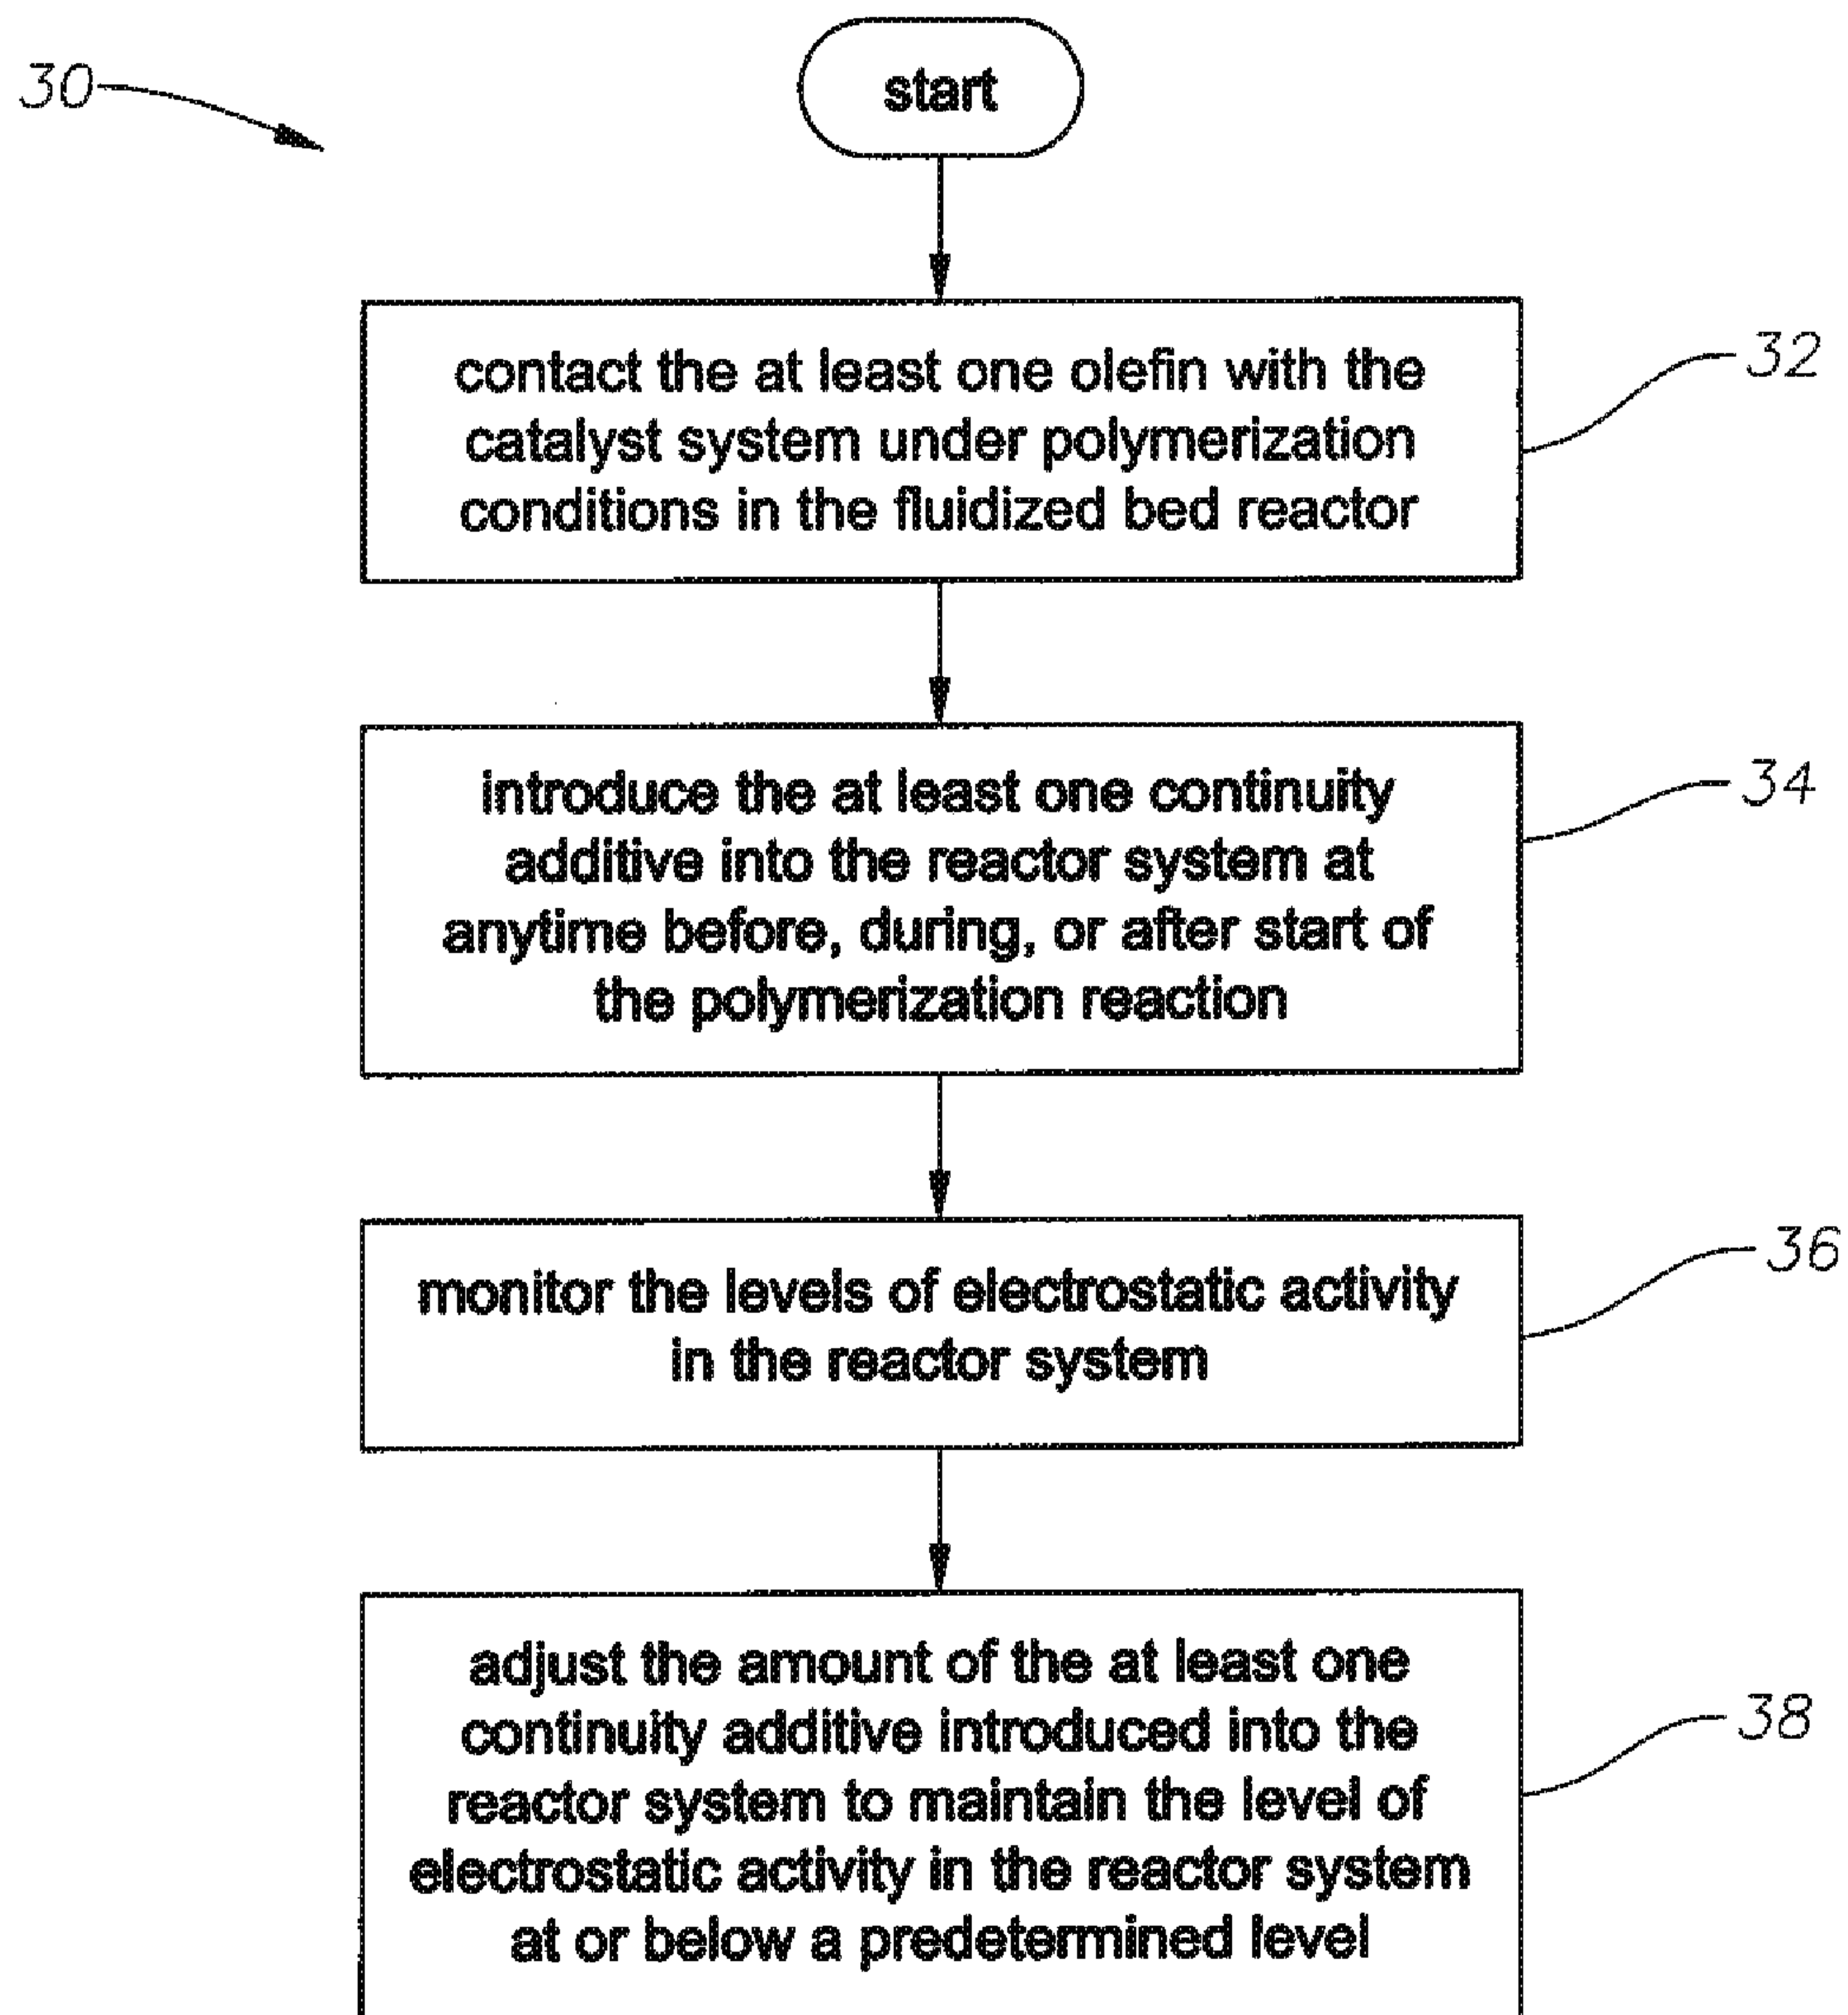 30
start
contact the at least one olefin with the
catalyst system under polymerization
conditions in the fluidized bed reactor
32
introduce the at least one continuity
additive into the reactor system at
anytime before, during, or after start of
the polymerization reaction
34
monitor the levels of electrostatic activity
in the reactor system
36
adjust the amount of the at least one
continuity additive introduced into the
reactor system to maintain the level of
electrostatic activity in the reactor system
at or below a predetermined level
38